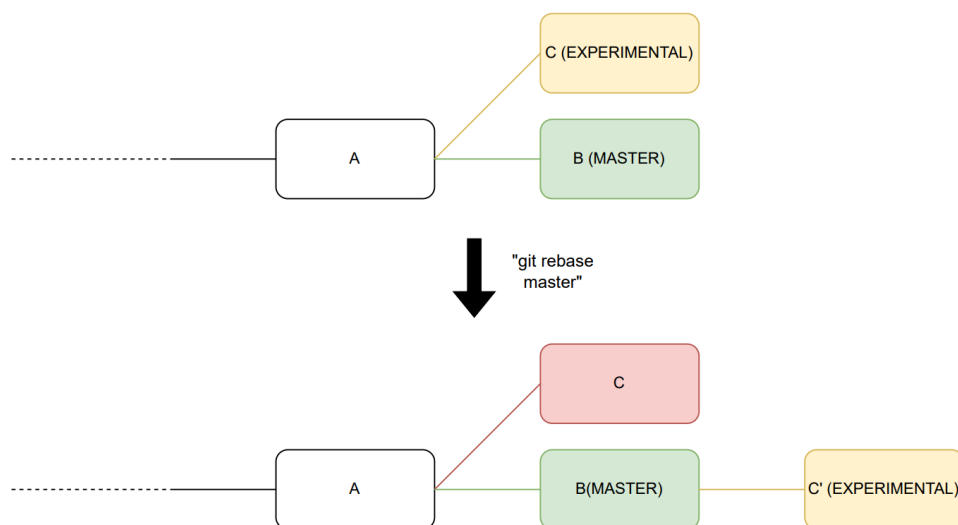 C (EXPERIMENTAL)
A
B (MASTER)
"git rebase
master"
C
A
B(MASTER)
C' (EXPERIMENTAL)